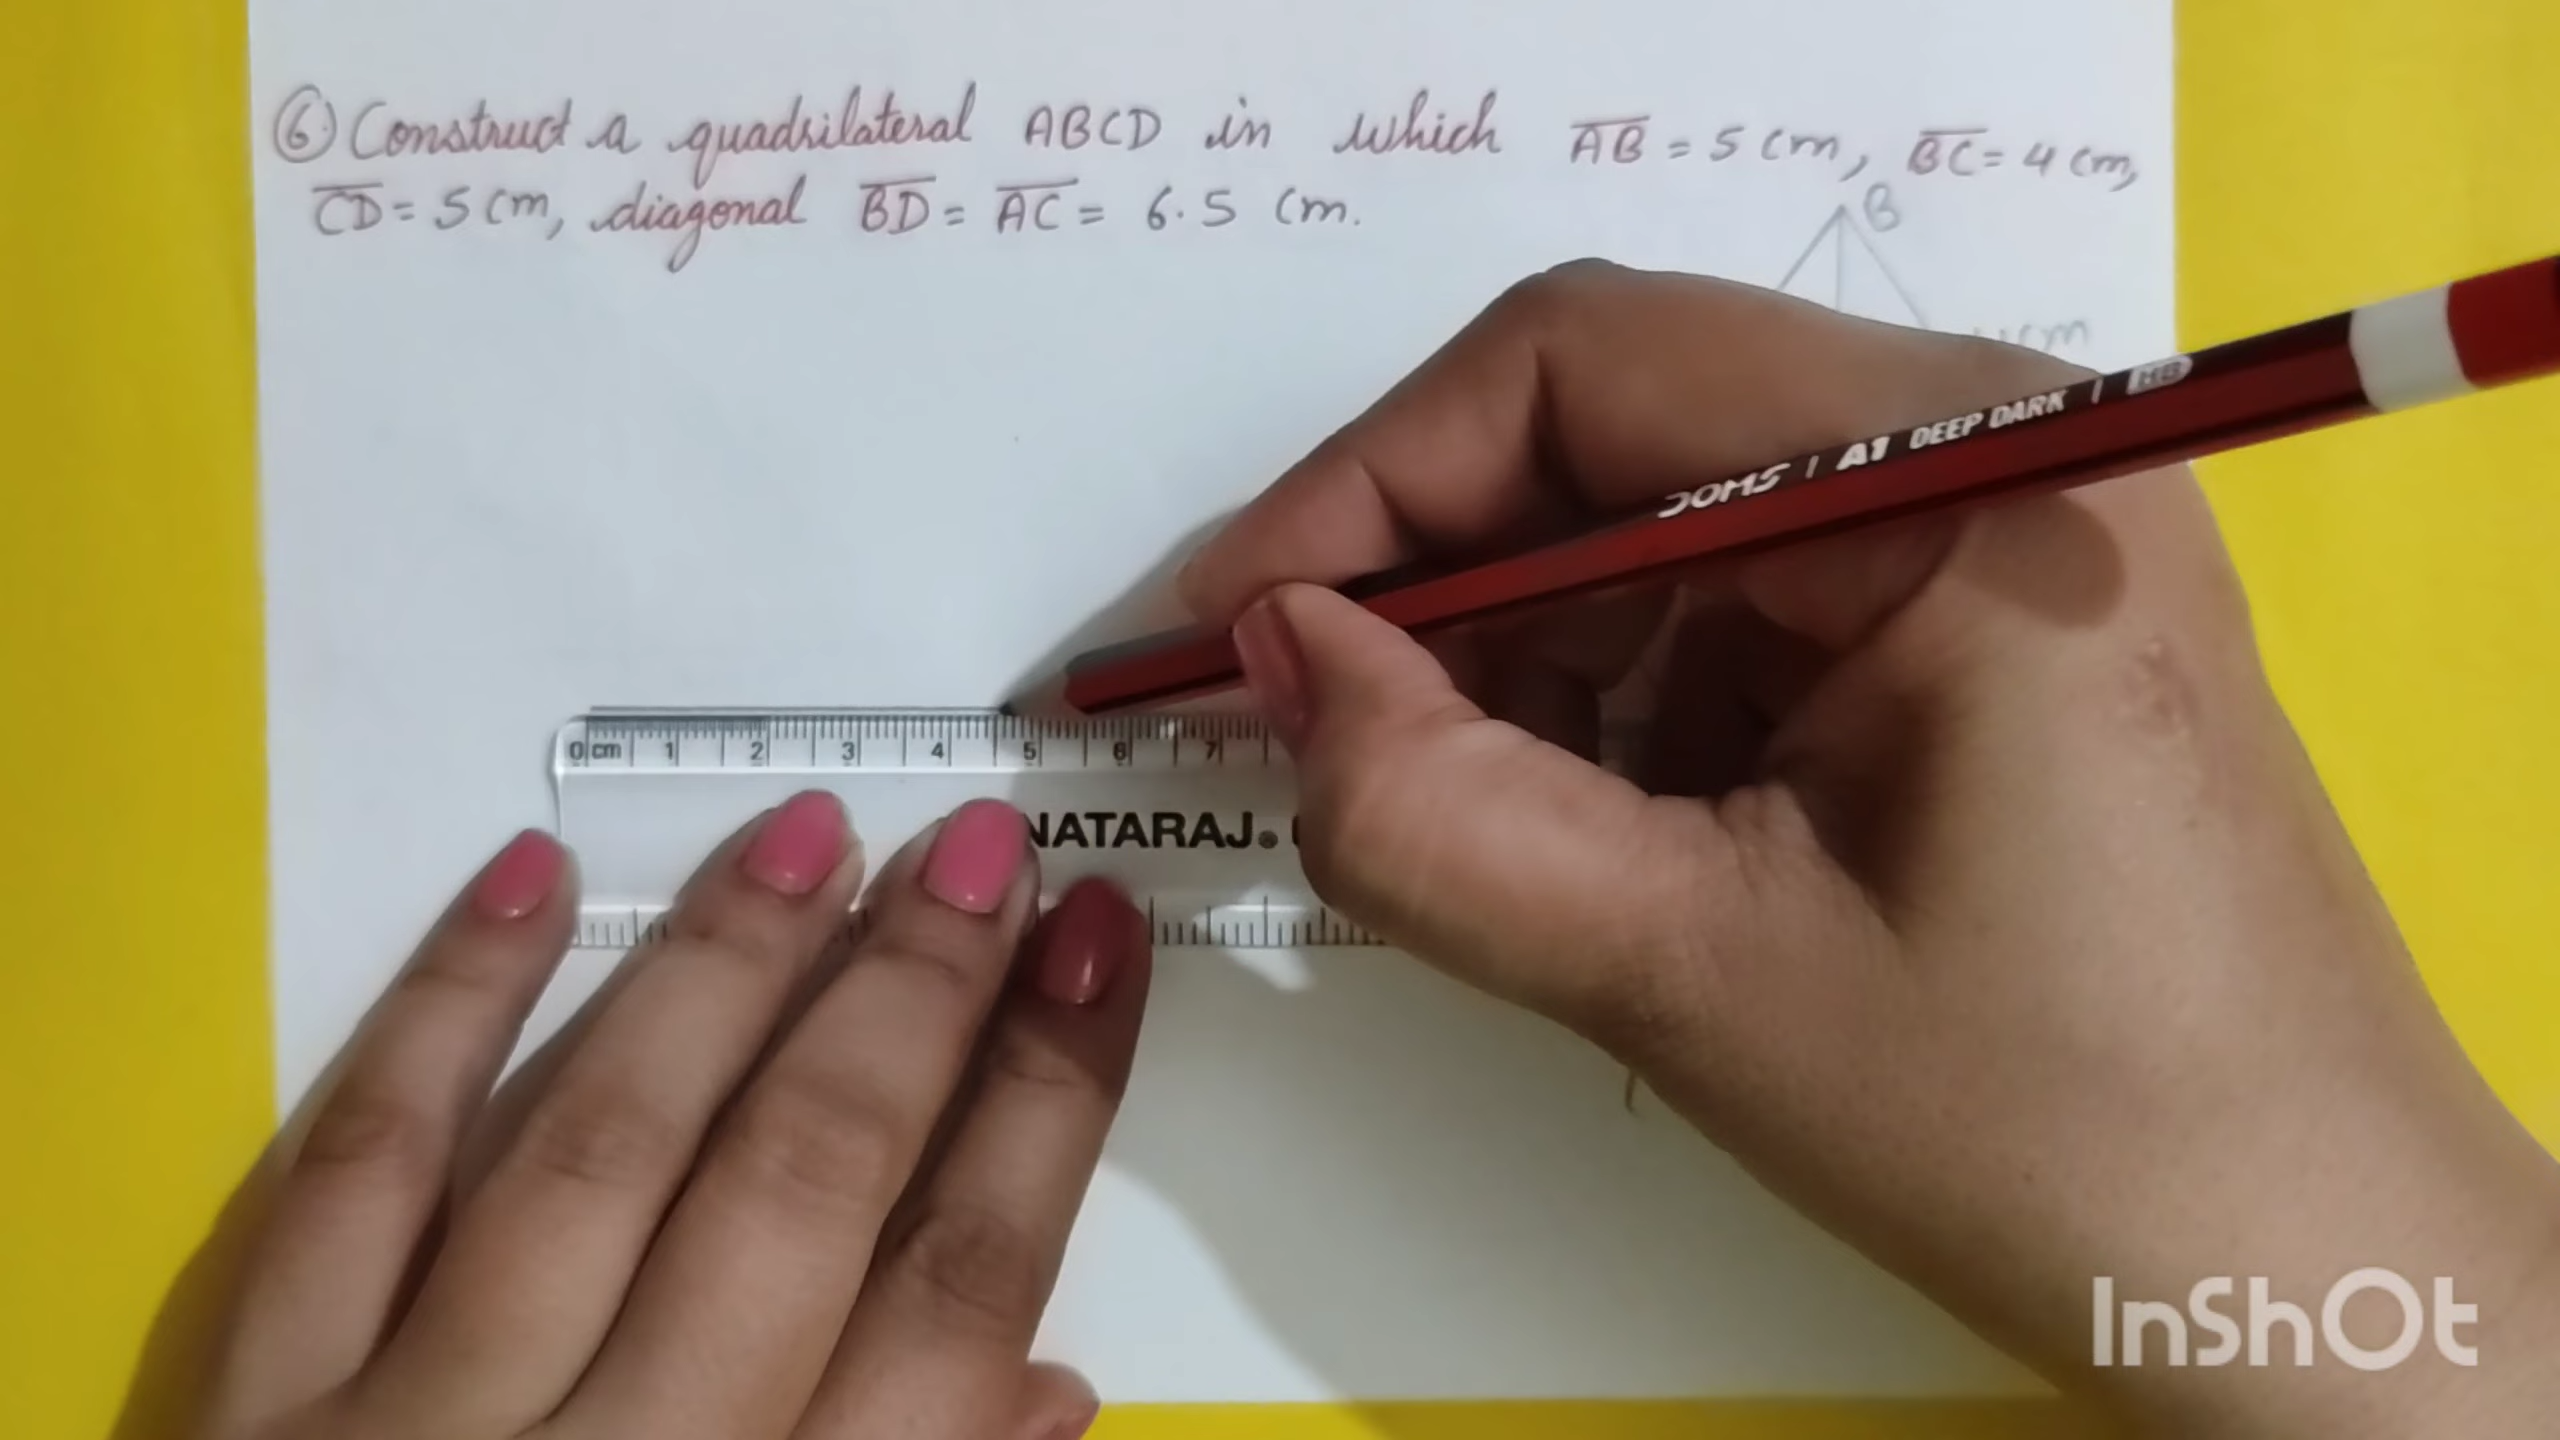 ⑥ Construct a quadrilateral ABCD in which AB = 5 cm, BC = 4 cm,
CD = 5 cm, diagonal BD = AC = 6.5 cm.
B
cm
DOMS | A1 DEEP DARK | HB
0 cm 1 2 3 4 5 6 7
NATARAJ®
InShOt